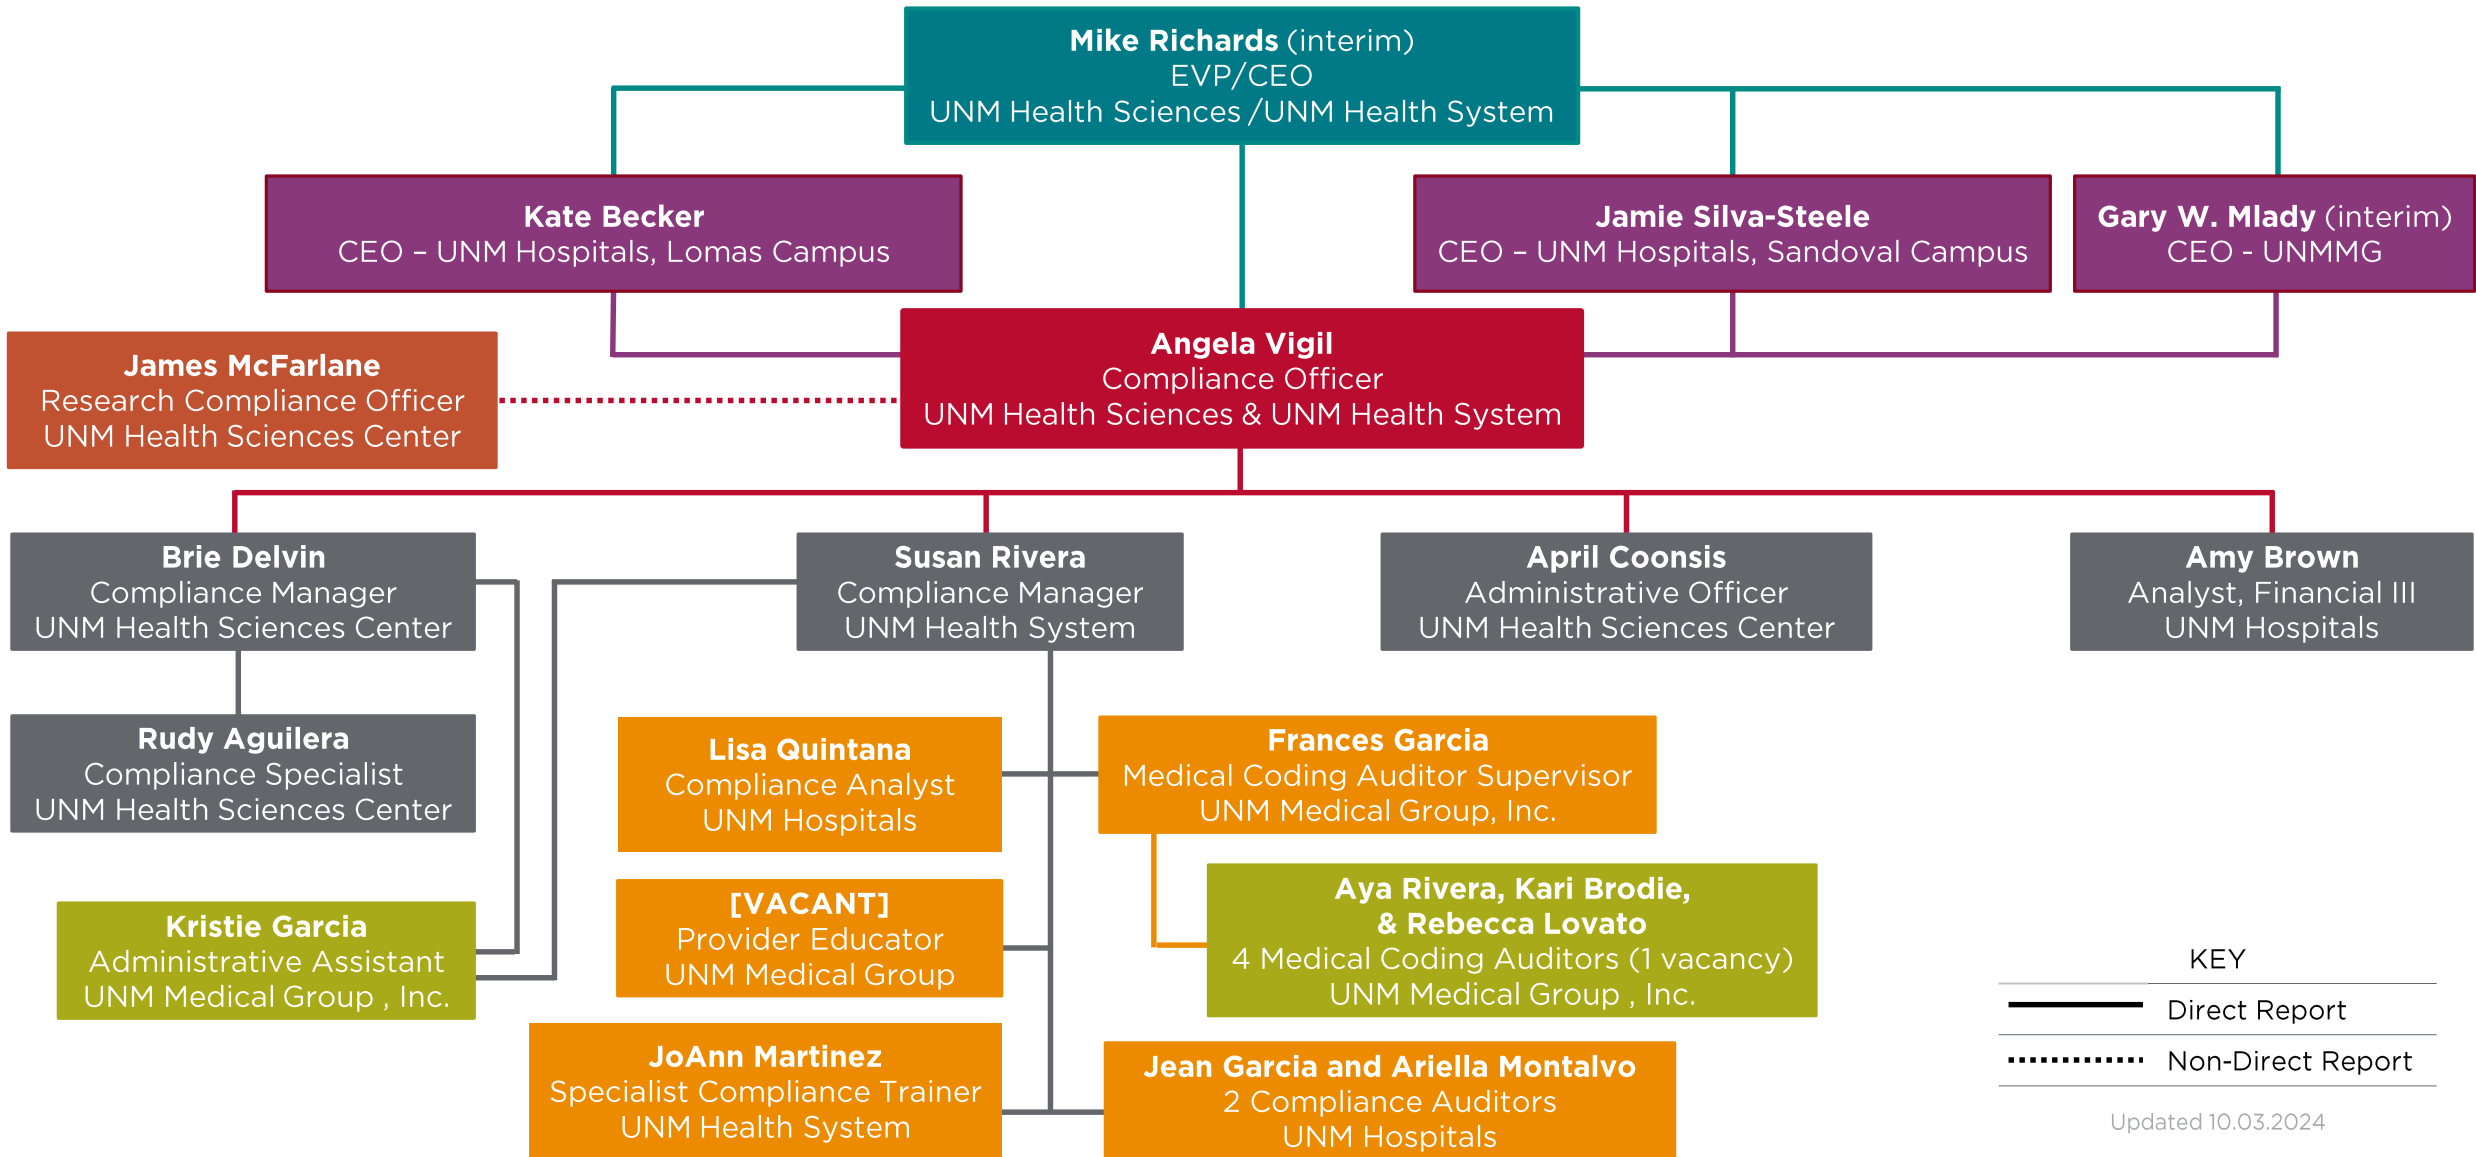 Mike Richards (interim)
EVP/CEO
UNM Health Sciences /UNM Health System
Kate Becker
CEO – UNM Hospitals, Lomas Campus
Jamie Silva-Steele
CEO – UNM Hospitals, Sandoval Campus
Gary W. Mlady (interim)
CEO - UNMMG
James McFarlane
Research Compliance Officer
UNM Health Sciences Center
Angela Vigil
Compliance Officer
UNM Health Sciences & UNM Health System
Brie Delvin
Compliance Manager
UNM Health Sciences Center
Susan Rivera
Compliance Manager
UNM Health System
April Coonsis
Administrative Officer
UNM Health Sciences Center
Amy Brown
Analyst, Financial III
UNM Hospitals
Rudy Aguilera
Compliance Specialist
UNM Health Sciences Center
Lisa Quintana
Compliance Analyst
UNM Hospitals
Frances Garcia
Medical Coding Auditor Supervisor
UNM Medical Group, Inc.
Kristie Garcia
Administrative Assistant
UNM Medical Group , Inc.
[VACANT]
Provider Educator
UNM Medical Group
Aya Rivera, Kari Brodie,
& Rebecca Lovato
4 Medical Coding Auditors (1 vacancy)
UNM Medical Group , Inc.
JoAnn Martinez
Specialist Compliance Trainer
UNM Health System
Jean Garcia and Ariella Montalvo
2 Compliance Auditors
UNM Hospitals
KEY
Direct Report
Non-Direct Report
Updated 10.03.2024